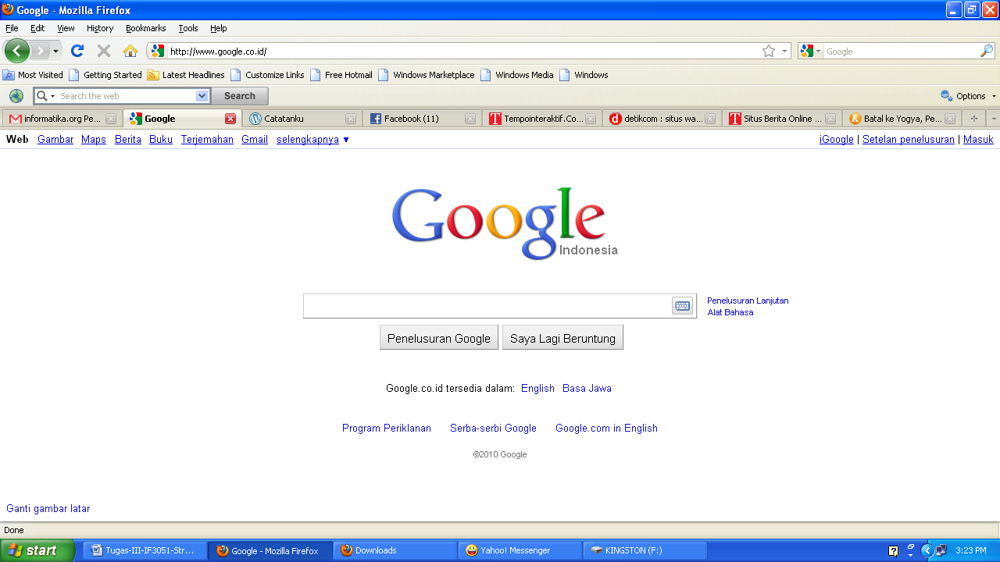 Google - Mozilla Firefox
File Edit View History Bookmarks Tools Help
http://www.google.co.id/ Google
Most Visited Getting Started Latest Headlines Customize Links Free Hotmail Windows Marketplace Windows Media Windows
Search the web Search Options
informatika.org Pe... Google Catatanku Facebook (11) Tempointeraktif.Co... detikcom : situs wa... Situs Berita Online ... Batal ke Yogya, Pe...
Web Gambar Maps Berita Buku Terjemahan Gmail selengkapnya ▼ iGoogle | Setelan penelusuran | Masuk
Google
Indonesia
Penelusuran Lanjutan
Alat Bahasa
Penelusuran Google Saya Lagi Beruntung
Google.co.id tersedia dalam: English Basa Jawa
Program Periklanan Serba-serbi Google Google.com in English
©2010 Google
Ganti gambar latar
Done
start Tugas-III-IF3051-Str... Google - Mozilla Firefox Downloads Yahoo! Messenger KINGSTON (F:) 3:23 PM